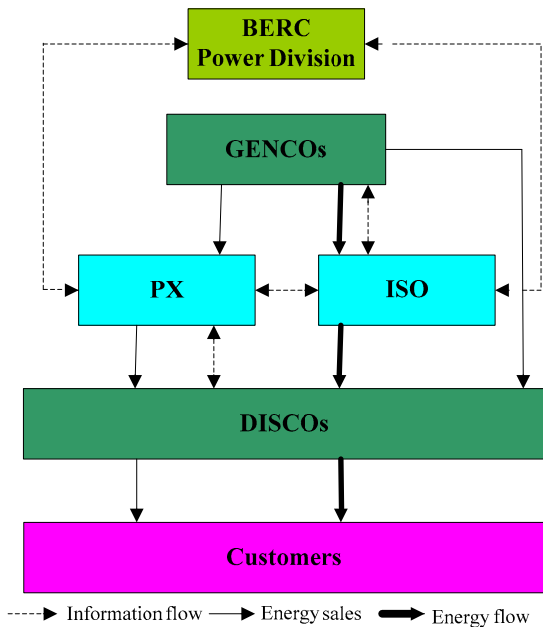 BERC
Power Division
GENCOs
PX
ISO
DISCOs
Customers
Information flow
Energy sales
Energy flow